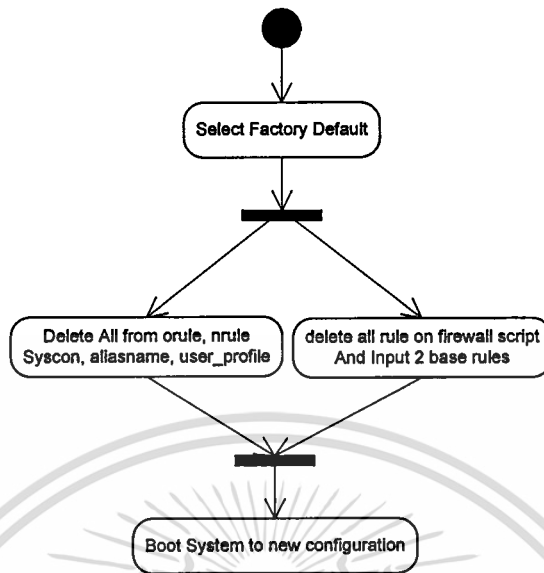 Select Factory Default
Delete All from orule, nrule
Syscon, aliasname, user_profile
delete all rule on firewall script
And Input 2 base rules
Boot System to new configuration